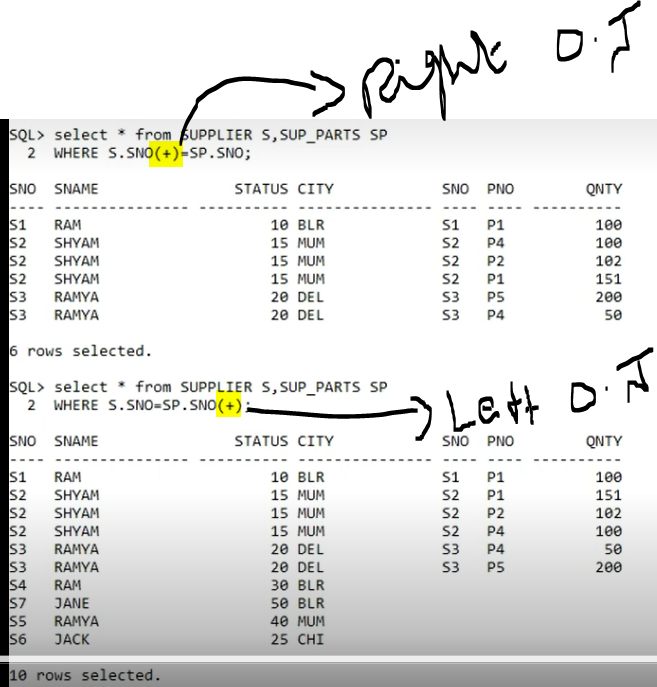 Right O.J
SQL> select * from SUPPLIER S,SUP_PARTS SP
2 WHERE S.SNO(+)=SP.SNO;
SNO SNAME STATUS CITY SNO PNO QNTY
---- --------------- ---------- --------------- ---- ---- ----------
S1 RAM 10 BLR S1 P1 100
S2 SHYAM 15 MUM S2 P4 100
S2 SHYAM 15 MUM S2 P2 102
S2 SHYAM 15 MUM S2 P1 151
S3 RAMYA 20 DEL S3 P5 200
S3 RAMYA 20 DEL S3 P4 50
6 rows selected.
SQL> select * from SUPPLIER S,SUP_PARTS SP
2 WHERE S.SNO=SP.SNO(+);
Left O.J
SNO SNAME STATUS CITY SNO PNO QNTY
---- --------------- ---------- --------------- ---- ---- ----------
S1 RAM 10 BLR S1 P1 100
S2 SHYAM 15 MUM S2 P1 151
S2 SHYAM 15 MUM S2 P2 102
S2 SHYAM 15 MUM S2 P4 100
S3 RAMYA 20 DEL S3 P4 50
S3 RAMYA 20 DEL S3 P5 200
S4 RAM 30 BLR
S7 JANE 50 BLR
S5 RAMYA 40 MUM
S6 JACK 25 CHI
10 rows selected.